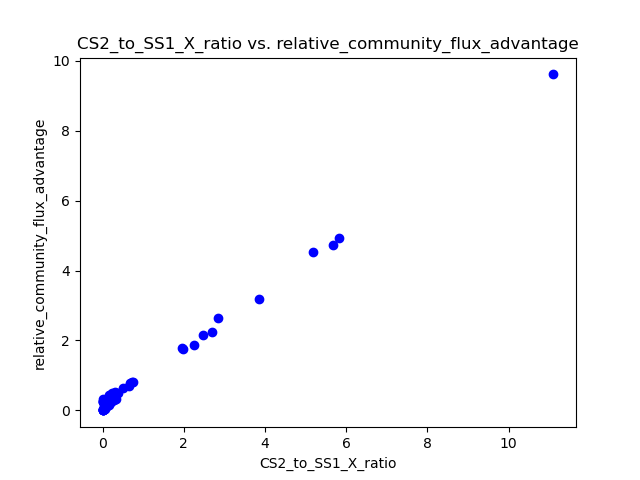 CS2_to_SS1_X_ratio vs. relative_community_flux_advantage
relative_community_flux_advantage
10
8
6
4
2
0
0 2 4 6 8 10
CS2_to_SS1_X_ratio